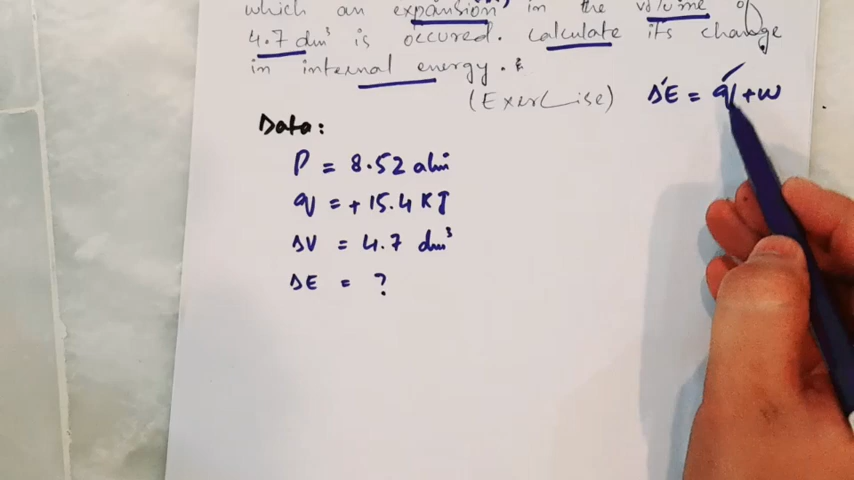 which an expansion in the volume of
4.7 dm³ is occured. Calculate its change
in internal energy.
(Exercise) ΔE = q + w
Data:
P = 8.52 atm
q = + 15.4 KJ
ΔV = 4.7 dm³
ΔE = ?